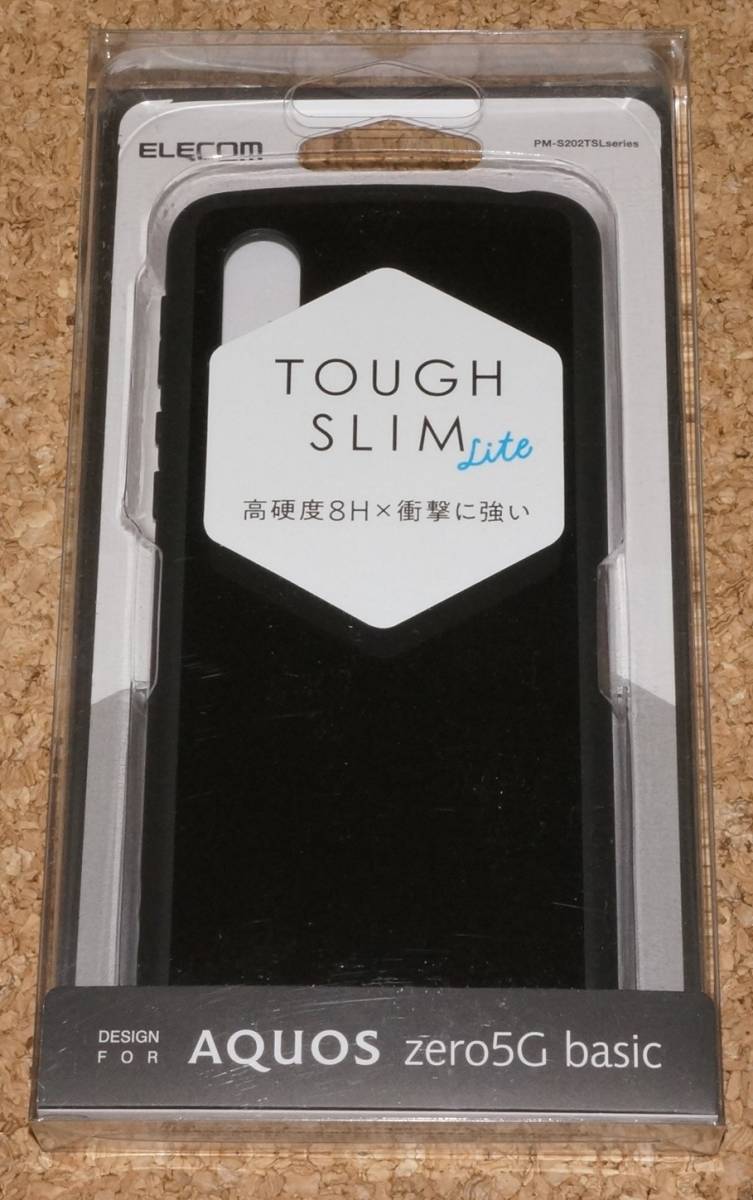 ELECOM
PM-S202TSLseries
TOUGH
SLIM Lite
高硬度8H×衝撃に強い
DESIGN FOR AQUOS zero5G basic